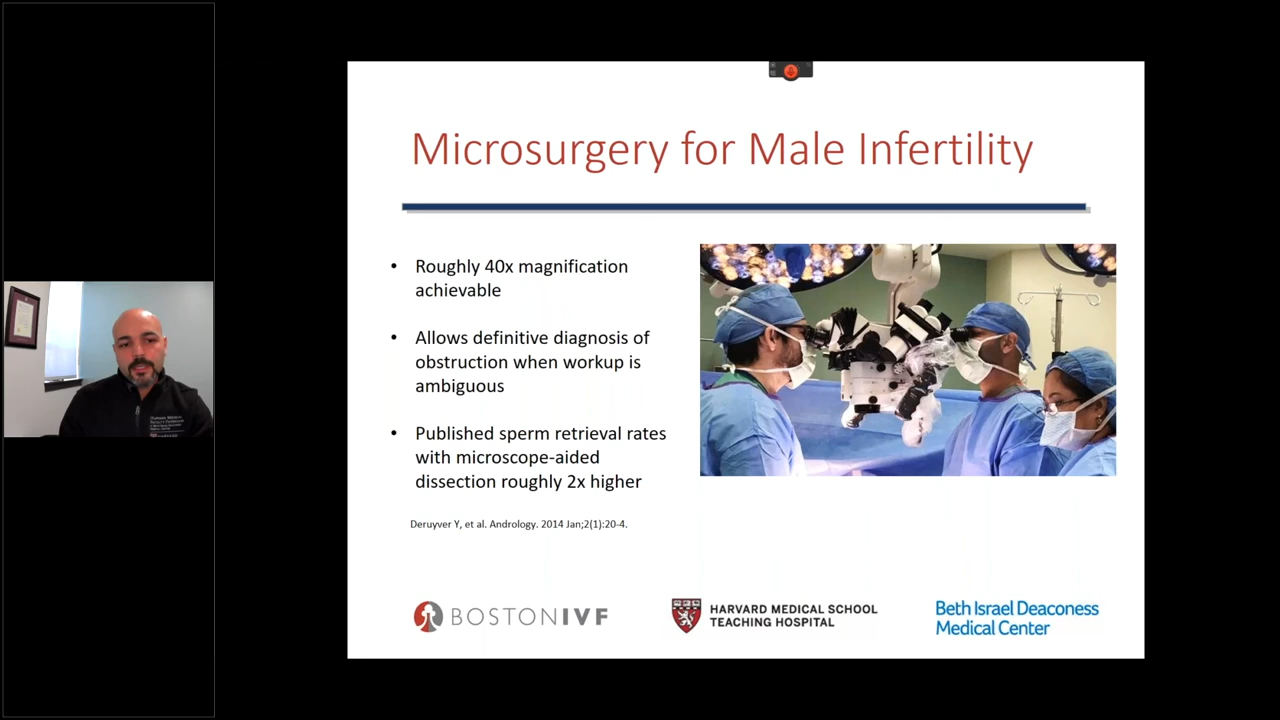 Microsurgery for Male Infertility
• Roughly 40x magnification
achievable
• Allows definitive diagnosis of
obstruction when workup is
ambiguous
• Published sperm retrieval rates
with microscope-aided
dissection roughly 2x higher
Deruyver Y, et al. Andrology. 2014 Jan;2(1):20-4.
BOSTONIVF
HARVARD MEDICAL SCHOOL
TEACHING HOSPITAL
Beth Israel Deaconess
Medical Center